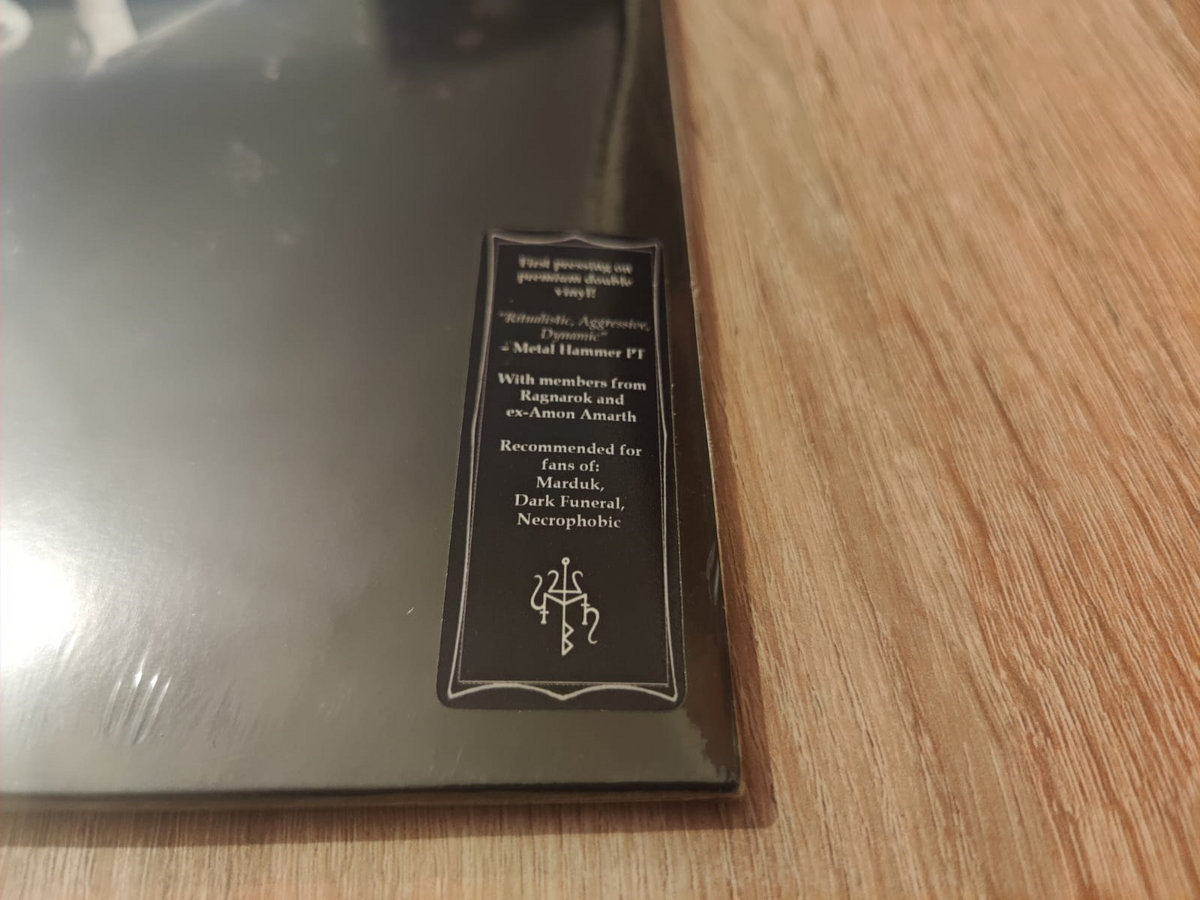 First pressing on
premium double
vinyl!
"Ritualistic, Aggressive,
Dynamic"
- Metal Hammer PT
With members from
Ragnarok and
ex-Amon Amarth
Recommended for
fans of:
Marduk,
Dark Funeral,
Necrophobic